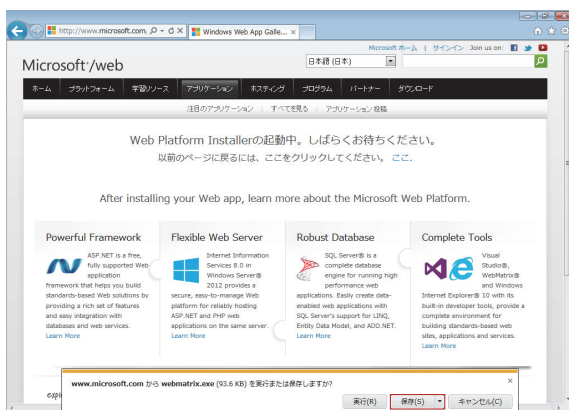 http://www.microsoft.com,
Windows Web App Galle...
Microsoft ホーム | サインイン Join us on:
Microsoft /web
日本語 (日本)
ホーム プラットフォーム 学習リソース アプリケーション ホスティング プログラム パートナー ダウンロード
注目のアプリケーション | すべてを見る | アプリケーション投稿
Web Platform Installerの起動中。しばらくお待ちください。
以前のページに戻るには、ここをクリックしてください。 ここ.
After installing your Web app, learn more about the Microsoft Web Platform.
Powerful Framework
ASP.NET is a free,
fully supported Web
application
framework that helps you build
standards-based Web solutions by
providing a rich set of features
and easy integration with
databases and web services.
Learn More
Flexible Web Server
Internet Information
Services 8.0 in
Windows Server®
2012 provides a
secure, easy-to-manage Web
platform for reliably hosting
ASP.NET and PHP web
applications on the same server.
Learn More
Robust Database
SQL Server® is a
complete database
engine for running high
performance web
applications. Easily create data-
enabled web applications with
SQL Server's support for LINQ,
Entity Data Model, and ADO.NET.
Learn More
Complete Tools
Visual
Studio®,
WebMatrix®
and Windows
Internet Explorer® 10 with its
built-in developer tools, provide a
complete environment for
building standards-based web
sites, applications and services.
Learn More
www.microsoft.com から webmatrix.exe (93.6 KB) を実行または保存しますか?
実行(R) 保存(S) キャンセル(C)